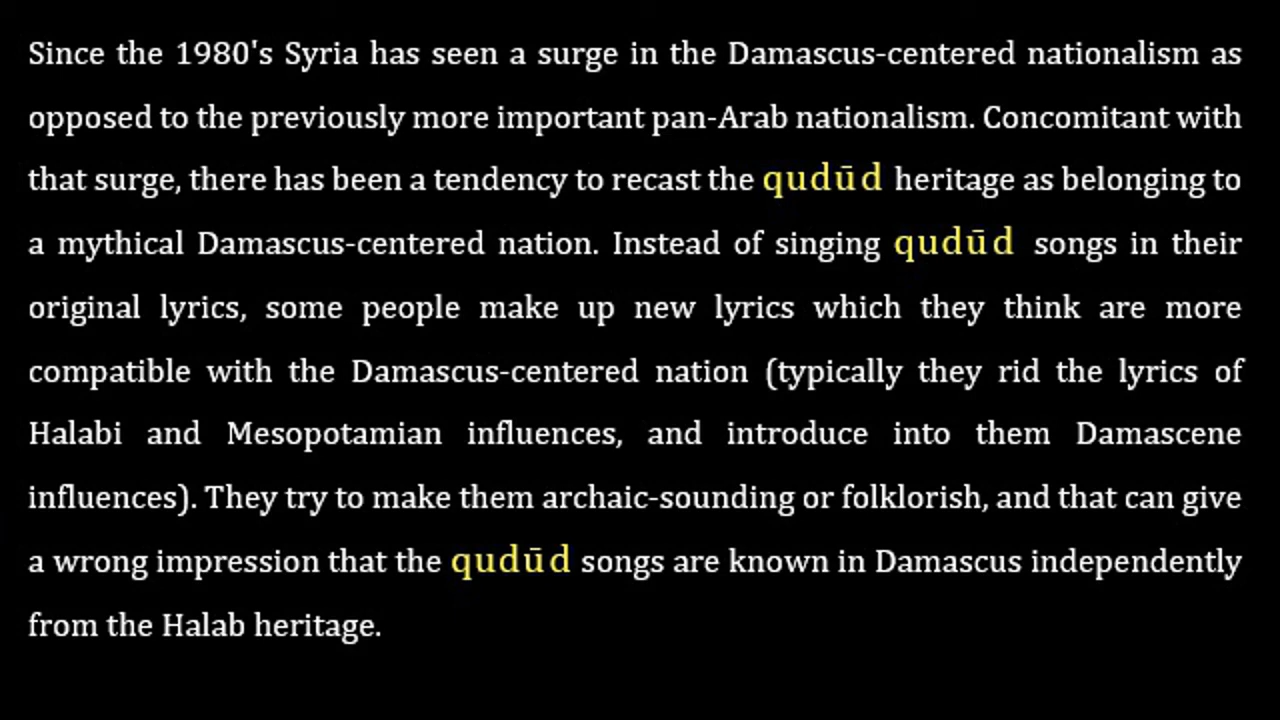 Since the 1980's Syria has seen a surge in the Damascus-centered nationalism as
opposed to the previously more important pan-Arab nationalism. Concomitant with
that surge, there has been a tendency to recast the qudūd heritage as belonging to
a mythical Damascus-centered nation. Instead of singing qudūd songs in their
original lyrics, some people make up new lyrics which they think are more
compatible with the Damascus-centered nation (typically they rid the lyrics of
Halabi and Mesopotamian influences, and introduce into them Damascene
influences). They try to make them archaic-sounding or folklorish, and that can give
a wrong impression that the qudūd songs are known in Damascus independently
from the Halab heritage.